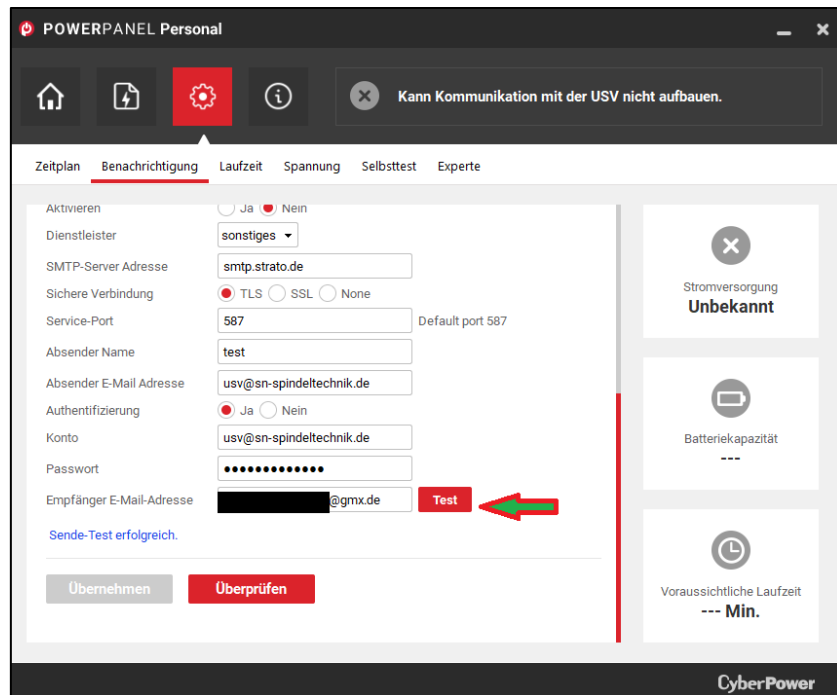 POWERPANEL Personal
Kann Kommunikation mit der USV nicht aufbauen.
Zeitplan Benachrichtigung Laufzeit Spannung Selbsttest Experte
Aktivieren Ja Nein
Dienstleister sonstiges
SMTP-Server Adresse smtp.strato.de
Sichere Verbindung TLS SSL None
Service-Port 587 Default port 587
Absender Name test
Absender E-Mail Adresse usv@sn-spindeltechnik.de
Authentifizierung Ja Nein
Konto usv@sn-spindeltechnik.de
Passwort •••••••••••••
Empfänger E-Mail-Adresse @gmx.de Test
Sende-Test erfolgreich.
Übernehmen Überprüfen
Stromversorgung
Unbekannt
Batteriekapazität
---
Voraussichtliche Laufzeit
--- Min.
CyberPower